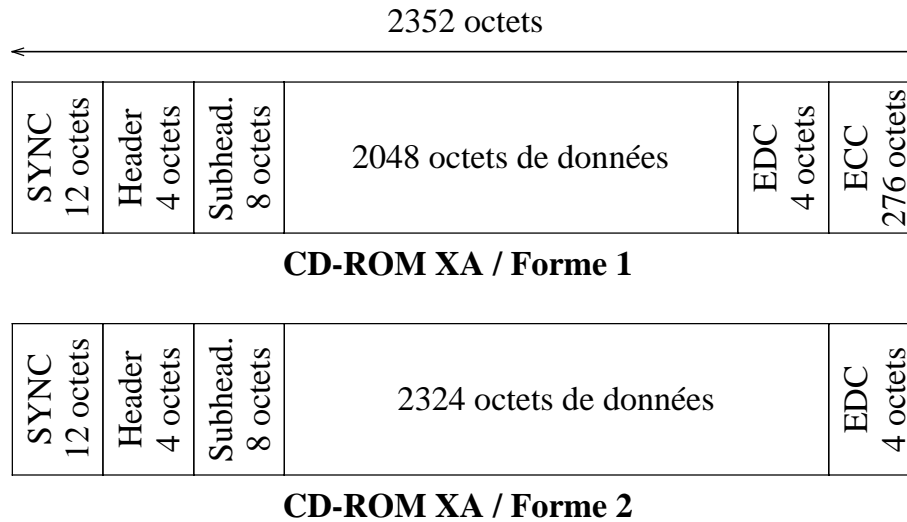 2352 octets
SYNC
12 octets
Header
4 octets
Subhead.
8 octets
2048 octets de données
EDC
4 octets
ECC
276 octets
CD-ROM XA / Forme 1
SYNC
12 octets
Header
4 octets
Subhead.
8 octets
2324 octets de données
EDC
4 octets
CD-ROM XA / Forme 2